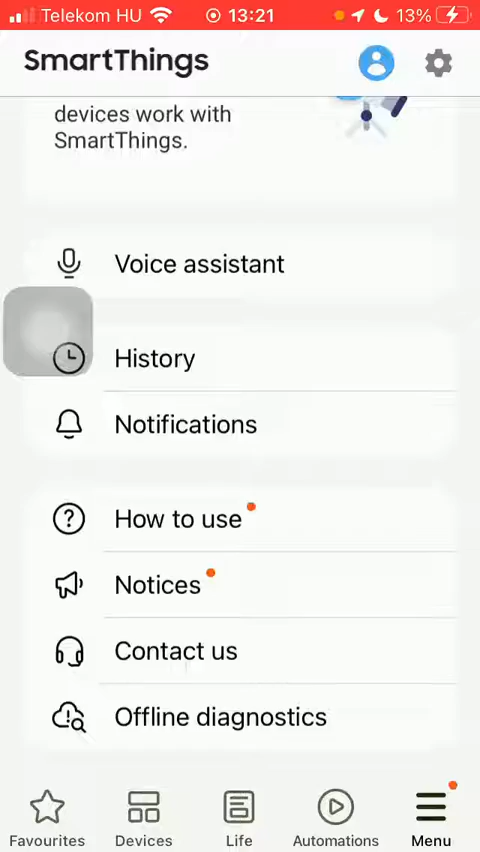 Telekom HU 13:21 13%
SmartThings
devices work with
SmartThings.
Voice assistant
History
Notifications
How to use
Notices
Contact us
Offline diagnostics
Favourites Devices Life Automations Menu